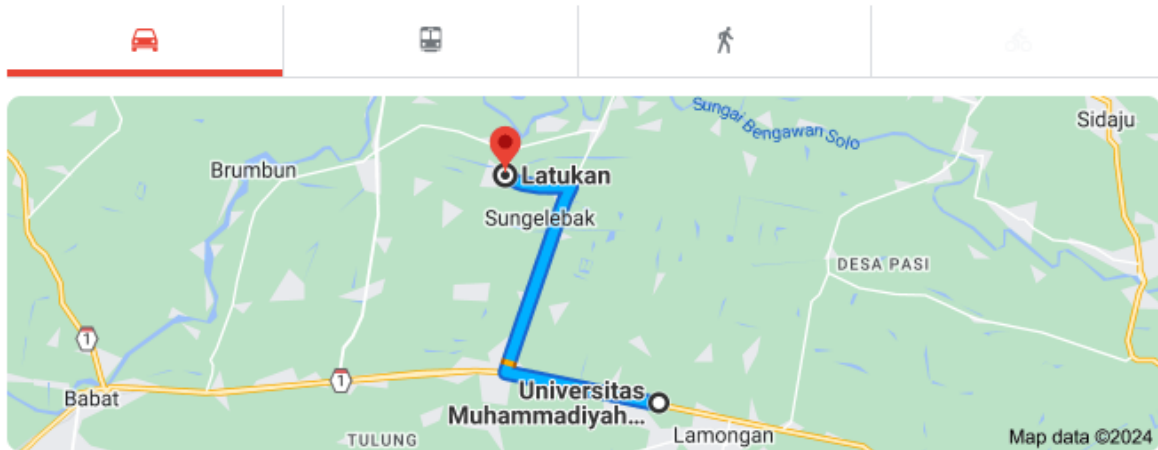 Sungai Bengawan Solo
Sidaju
Brumbun
Latukan
Sungelebak
DESA PASI
1
1
Babat
Universitas
Muhammadiyah...
TULUNG
Lamongan
Map data ©2024